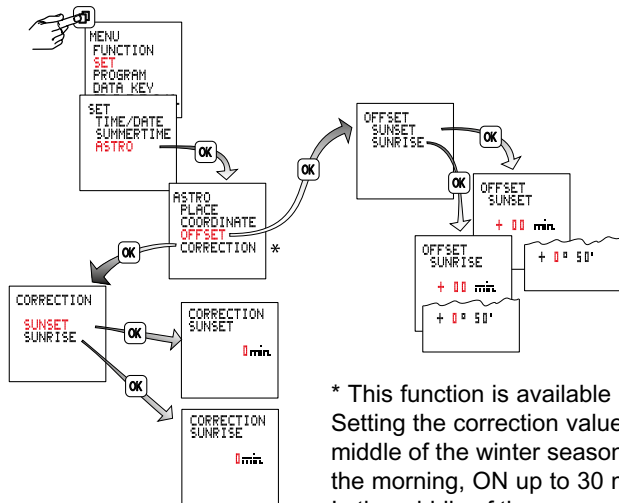 MENU
FUNCTION
SET
PROGRAM
DATA KEY
SET
TIME/DATE
SUMMERTIME
ASTRO
OK
ASTRO
PLACE
COORDINATE
OFFSET
CORRECTION *
OK
OFFSET
SUNSET
SUNRISE
OK
OK
OFFSET
SUNSET
+ 00 min.
+ 0° 50'
OFFSET
SUNRISE
+ 00 min.
+ 0° 50'
OK
CORRECTION
SUNSET
SUNRISE
OK
CORRECTION
SUNSET
0 min.
OK
CORRECTION
SUNRISE
0 min.
* This function is available
Setting the correction value
middle of the winter season
the morning, ON up to 30